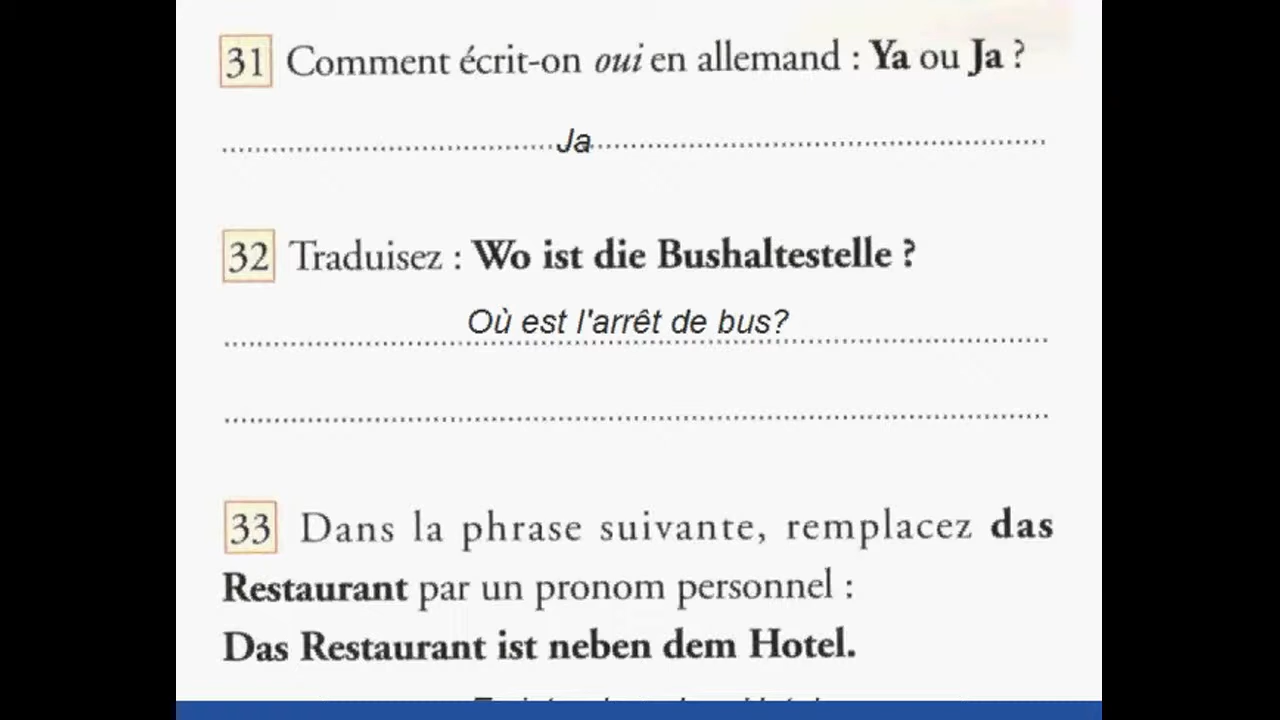 31 Comment écrit-on oui en allemand : Ya ou Ja ?
Ja
32 Traduisez : Wo ist die Bushaltestelle ?
Où est l'arrêt de bus?
33 Dans la phrase suivante, remplacez das
Restaurant par un pronom personnel :
Das Restaurant ist neben dem Hotel.